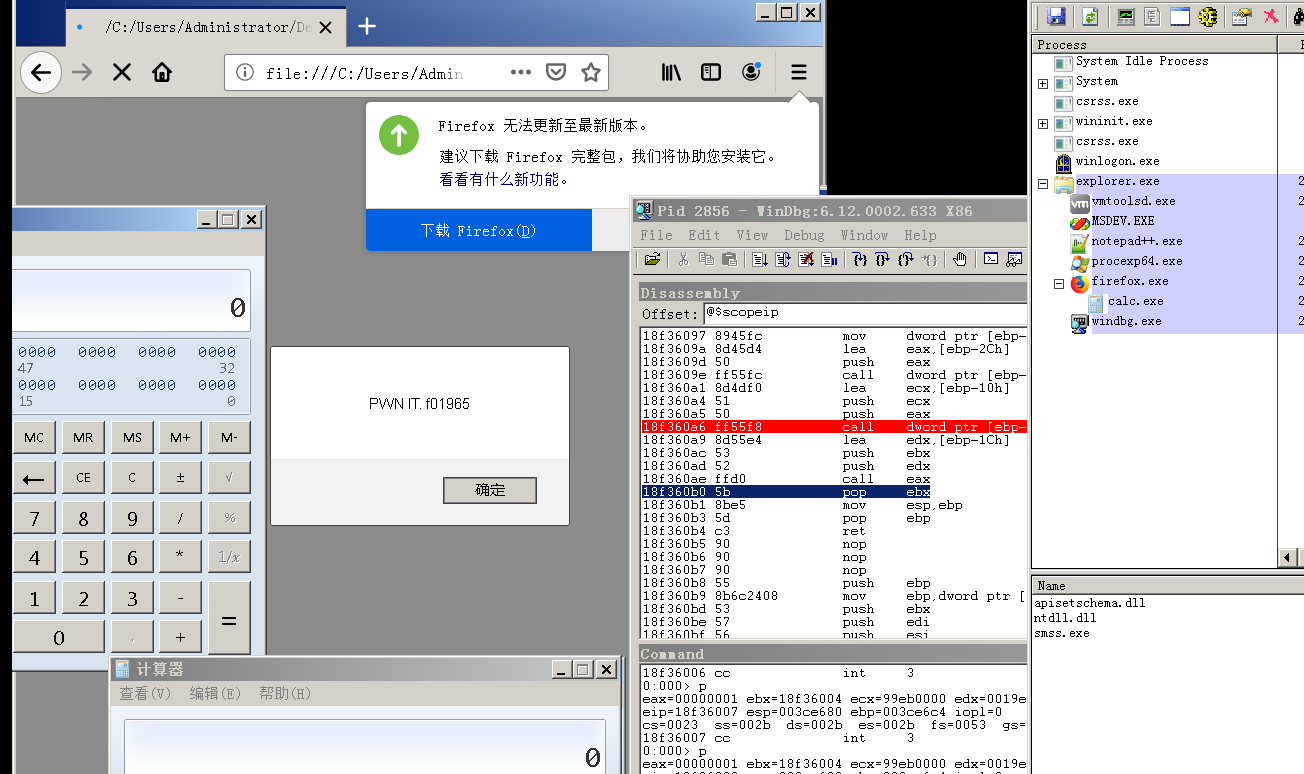 /C:/Users/Administrator/De
file:///C:/Users/Admin
Firefox 无法更新至最新版本。
建议下载 Firefox 完整包，我们将协助您安装它。
看看有什么新功能。
下载 Firefox(D)
0
0000 0000 0000 0000
47 32
0000 0000 0000 0000
15 0
MC MR MS M+ M-
← CE C ± √
7 8 9 / %
4 5 6 * 1/x
1 2 3 - =
0 . +
PWN IT. f01965
确定
计算器
查看(V) 编辑(E) 帮助(H)
0
Pid 2856 - WinDbg:6.12.0002.633 X86
File Edit View Debug Window Help
Disassembly
Offset: @$scopeip
18f36097 8945fc mov dword ptr [ebp-
18f3609a 8d45d4 lea eax,[ebp-2Ch]
18f3609d 50 push eax
18f3609e ff55fc call dword ptr [ebp-
18f360a1 8d4df0 lea ecx,[ebp-10h]
18f360a4 51 push ecx
18f360a5 50 push eax
18f360a6 ff55f8 call dword ptr [ebp-
18f360a9 8d55e4 lea edx,[ebp-1Ch]
18f360ac 53 push ebx
18f360ad 52 push edx
18f360ae ffd0 call eax
18f360b0 5b pop ebx
18f360b1 8be5 mov esp,ebp
18f360b3 5d pop ebp
18f360b4 c3 ret
18f360b5 90 nop
18f360b6 90 nop
18f360b7 90 nop
18f360b8 55 push ebp
18f360b9 8b6c2408 mov ebp,dword ptr [
18f360bd 53 push ebx
18f360be 57 push edi
18f360bf 56 push esi
Command
18f36006 cc int 3
0:000> p
eax=00000001 ebx=18f36004 ecx=99eb0000 edx=0019e
eip=18f36007 esp=003ce680 ebp=003ce6c4 iopl=0
cs=0023 ss=002b ds=002b es=002b fs=0053 gs=
18f36007 cc int 3
0:000> p
eax=00000001 ebx=18f36004 ecx=99eb0000 edx=0019e
Process
System Idle Process
System
csrss.exe
wininit.exe
csrss.exe
winlogon.exe
explorer.exe 2
vmtoolsd.exe 2
MSDEV.EXE 2
notepad++.exe 2
procexp64.exe 2
firefox.exe 2
calc.exe 2
windbg.exe 2
Name
apisetschema.dll
ntdll.dll
smss.exe